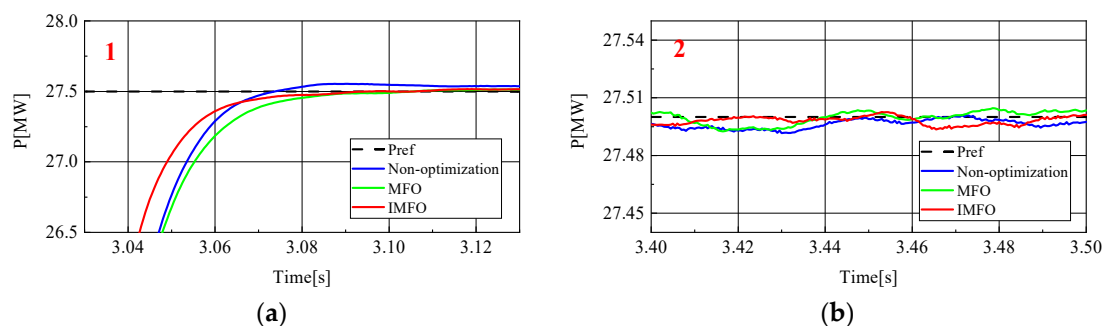 1
28.0
27.5
27.0
26.5
P[MW]
3.04 3.06 3.08 3.10 3.12
Time[s]
Pref
Non-optimization
MFO
IMFO
(a)
2
27.54
27.51
27.48
27.45
P[MW]
3.40 3.42 3.44 3.46 3.48 3.50
Time[s]
Pref
Non-optimization
MFO
IMFO
(b)